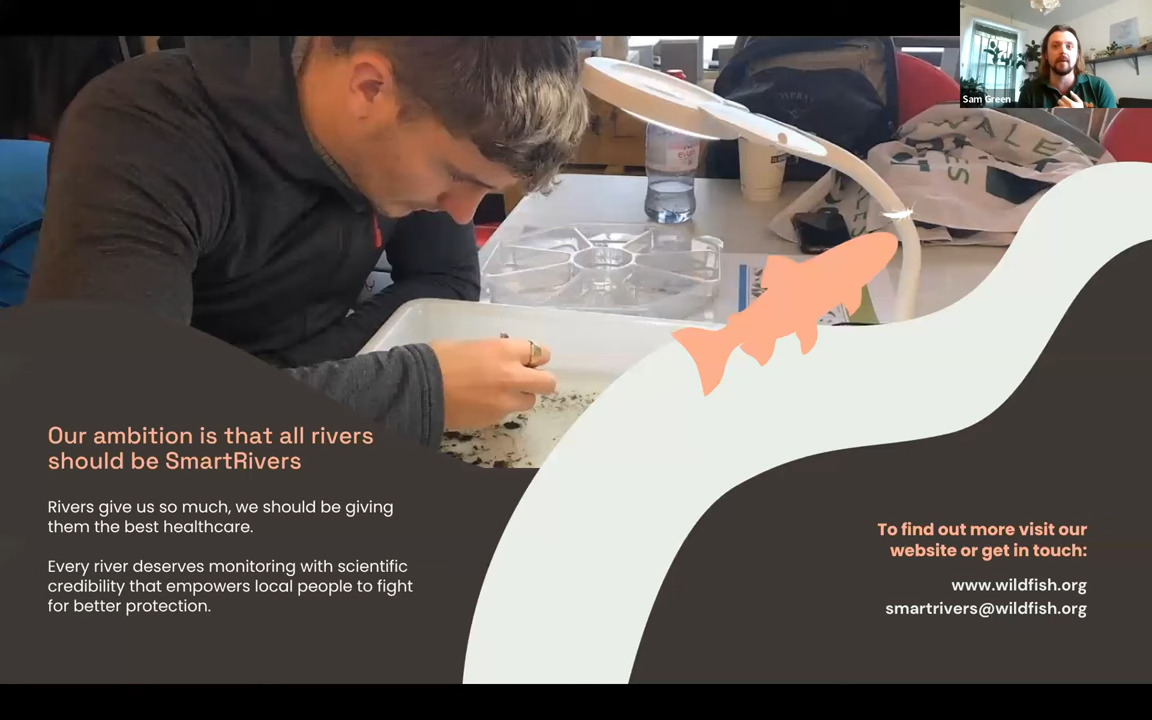 Sam Green
VALE
Our ambition is that all rivers
should be SmartRivers
Rivers give us so much, we should be giving
them the best healthcare.
Every river deserves monitoring with scientific
credibility that empowers local people to fight
for better protection.
To find out more visit our
website or get in touch:
www.wildfish.org
smartrivers@wildfish.org